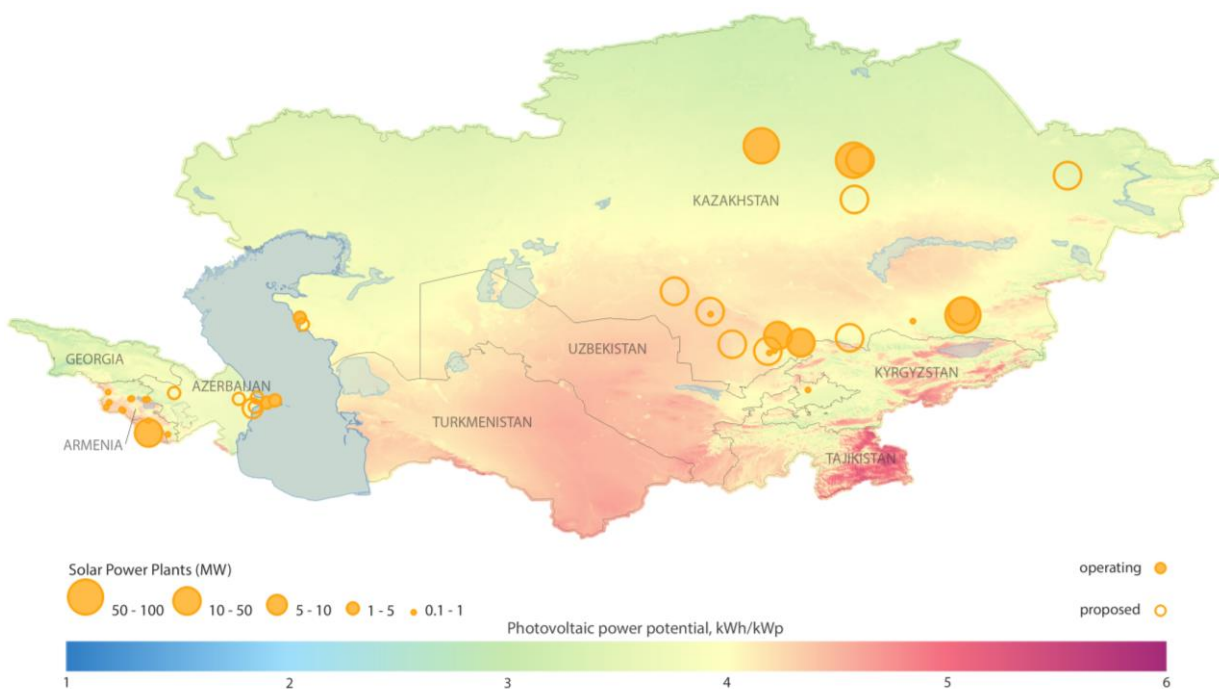 KAZAKHSTAN
GEORGIA
AZERBAIJAN
UZBEKISTAN
KYRGYZSTAN
TURKMENISTAN
ARMENIA
TAJIKISTAN
Solar Power Plants (MW)
operating
50 - 100 10 - 50 5 - 10 1 - 5 0.1 - 1
proposed
Photovoltaic power potential, kWh/kWp
1 2 3 4 5 6